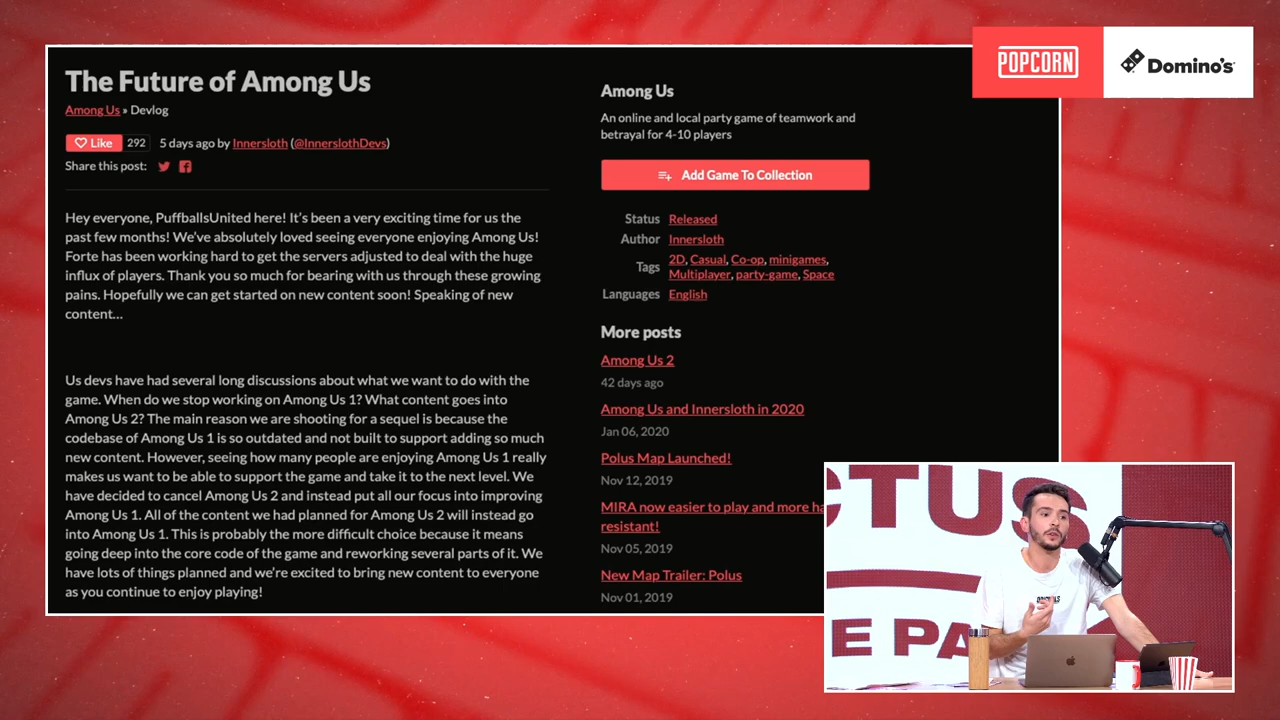 The Future of Among Us
Among Us » Devlog
Like 292 5 days ago by Innersloth (@InnerslothDevs)
Share this post:
Hey everyone, PuffballsUnited here! It's been a very exciting time for us the
past few months! We've absolutely loved seeing everyone enjoying Among Us!
Forte has been working hard to get the servers adjusted to deal with the huge
influx of players. Thank you so much for bearing with us through these growing
pains. Hopefully we can get started on new content soon! Speaking of new
content...
Us devs have had several long discussions about what we want to do with the
game. When do we stop working on Among Us 1? What content goes into
Among Us 2? The main reason we are shooting for a sequel is because the
codebase of Among Us 1 is so outdated and not built to support adding so much
new content. However, seeing how many people are enjoying Among Us 1 really
makes us want to be able to support the game and take it to the next level. We
have decided to cancel Among Us 2 and instead put all our focus into improving
Among Us 1. All of the content we had planned for Among Us 2 will instead go
into Among Us 1. This is probably the more difficult choice because it means
going deep into the core code of the game and reworking several parts of it. We
have lots of things planned and we're excited to bring new content to everyone
as you continue to enjoy playing!
Among Us
An online and local party game of teamwork and
betrayal for 4-10 players
Add Game To Collection
Status Released
Author Innersloth
Tags 2D, Casual, Co-op, minigames,
Multiplayer, party-game, Space
Languages English
More posts
Among Us 2
42 days ago
Among Us and Innersloth in 2020
Jan 06, 2020
Polus Map Launched!
Nov 12, 2019
MIRA now easier to play and more ha
resistant!
Nov 05, 2019
New Map Trailer: Polus
Nov 01, 2019
POPCORN
Domino's
CTUS
E PA